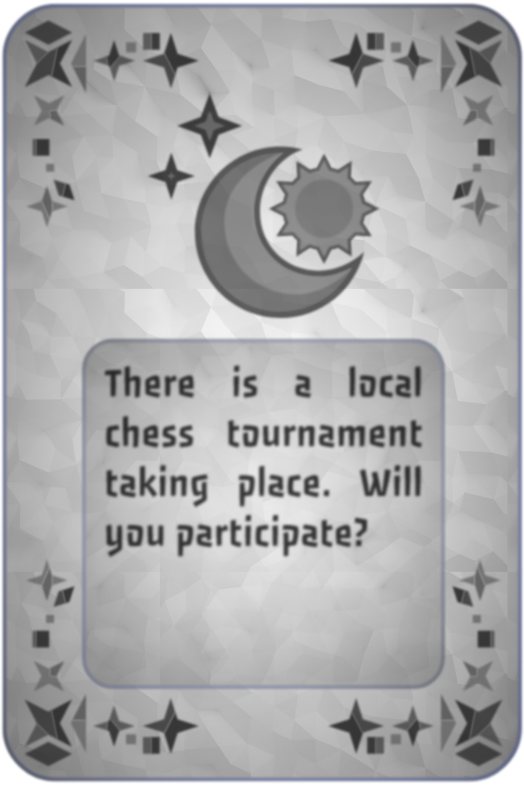 There is a local
chess tournament
taking place. Will
you participate?